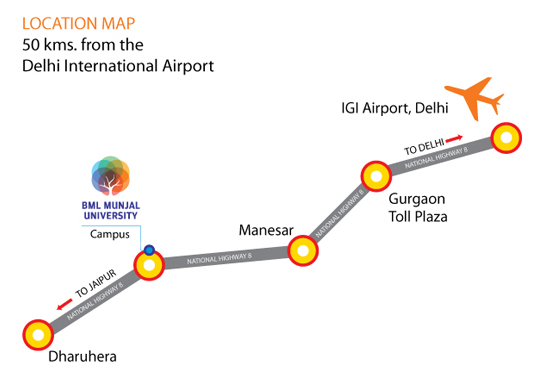 LOCATION MAP
50 kms. from the
Delhi International Airport
IGI Airport, Delhi
TO DELHI
NATIONAL HIGHWAY 8
Gurgaon
Toll Plaza
NATIONAL HIGHWAY 8
BML MUNJAL
UNIVERSITY
Campus
Manesar
NATIONAL HIGHWAY 8
TO JAIPUR
NATIONAL HIGHWAY 8
Dharuhera